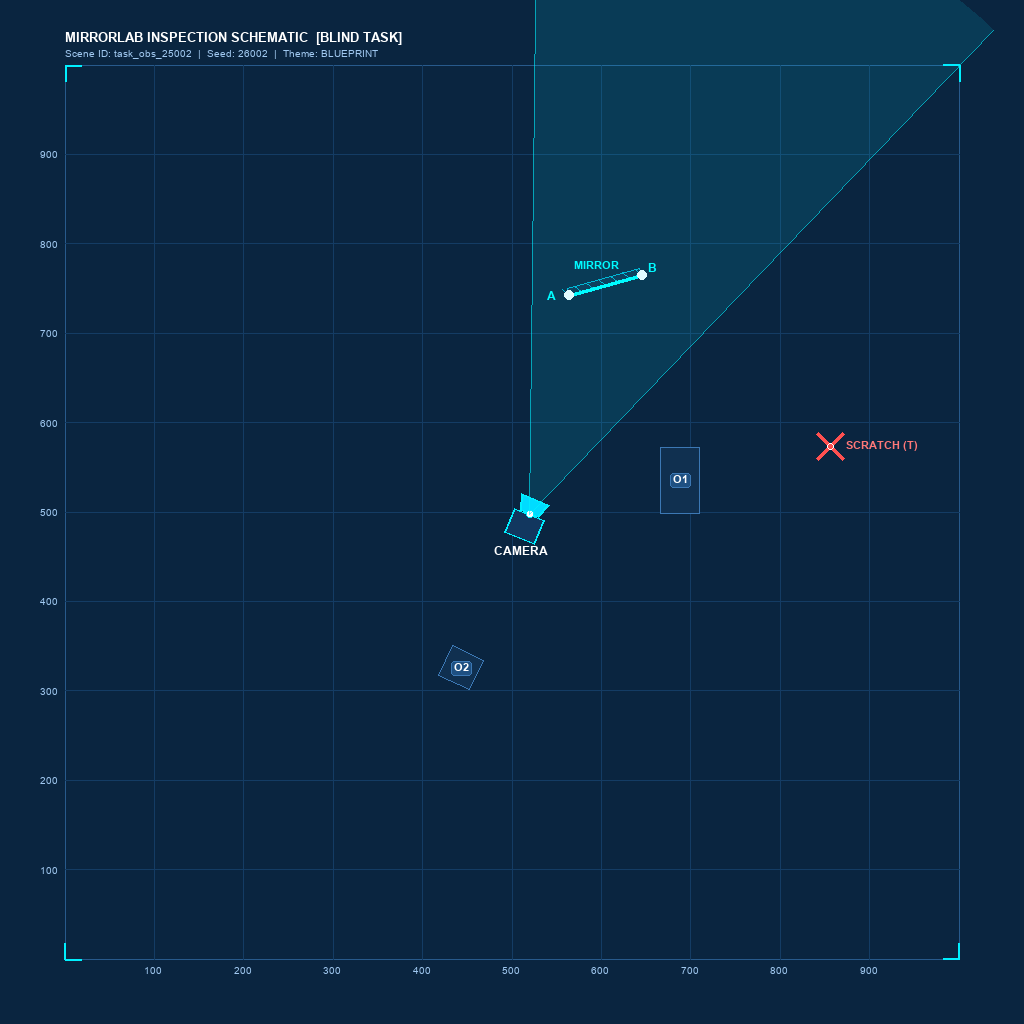 MIRRORLAB INSPECTION SCHEMATIC [BLIND TASK]
Scene ID: task_obs_25002 | Seed: 26002 | Theme: BLUEPRINT
900
800
MIRROR
B
A
700
600
SCRATCH (T)
O1
500
CAMERA
400
O2
300
200
100
100 200 300 400 500 600 700 800 900